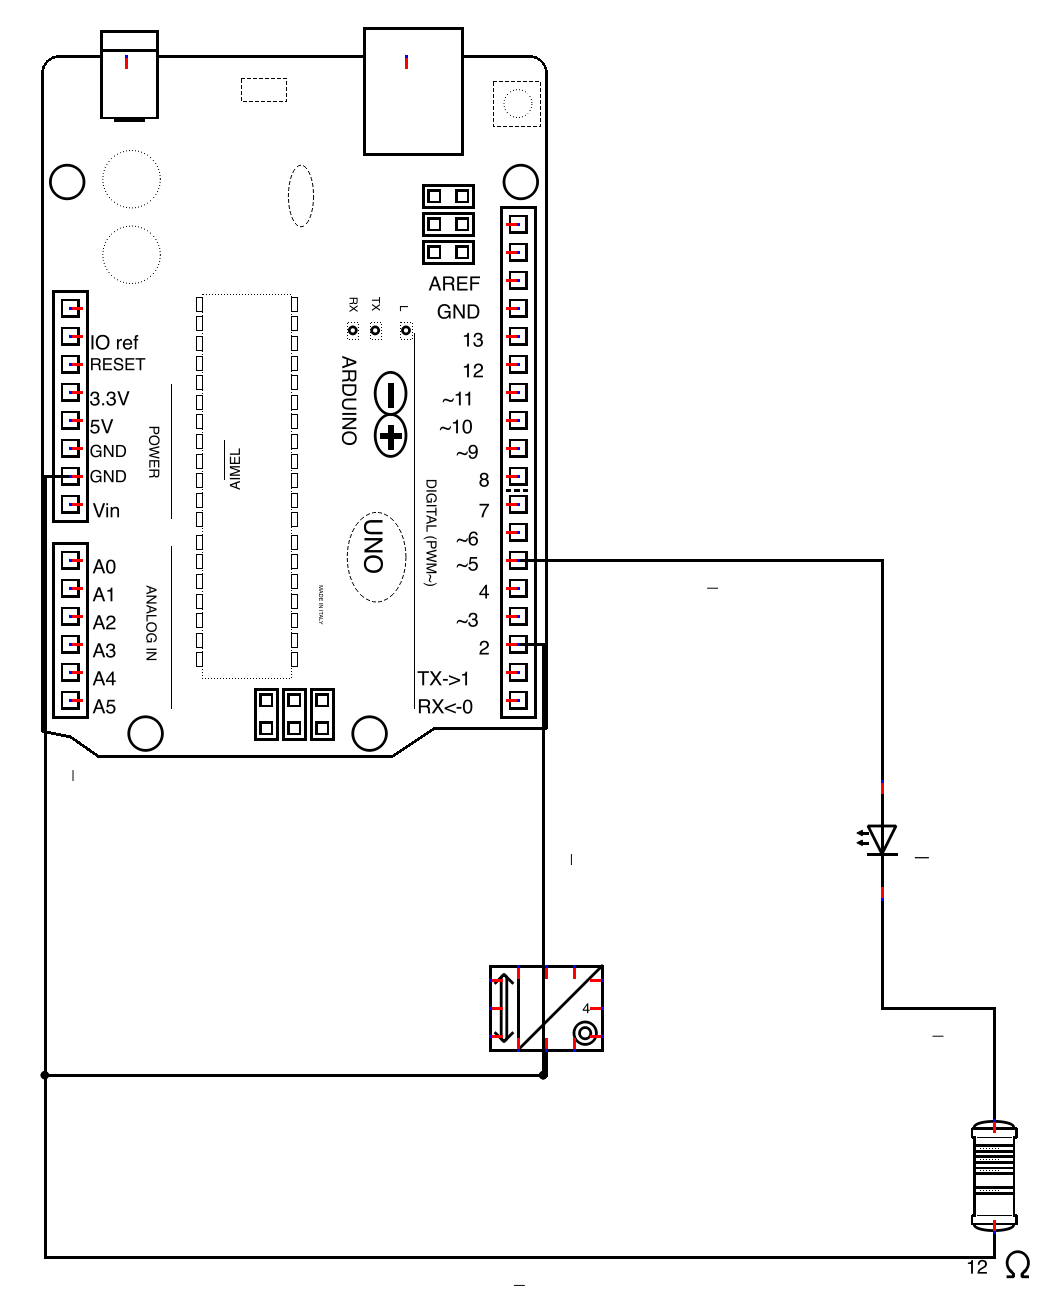 AREF
GND
13
12
~11
~10
~9
8
7
~6
~5
4
~3
2
TX->1
RX<-0
IO ref
RESET
3.3V
5V
GND
GND
Vin
A0
A1
A2
A3
A4
A5
POWER
ANALOG IN
AIMEL
RX
TX
L
ARDUINO
UNO
DIGITAL (PWM~)
MADE IN ITALY
4
12 Ω